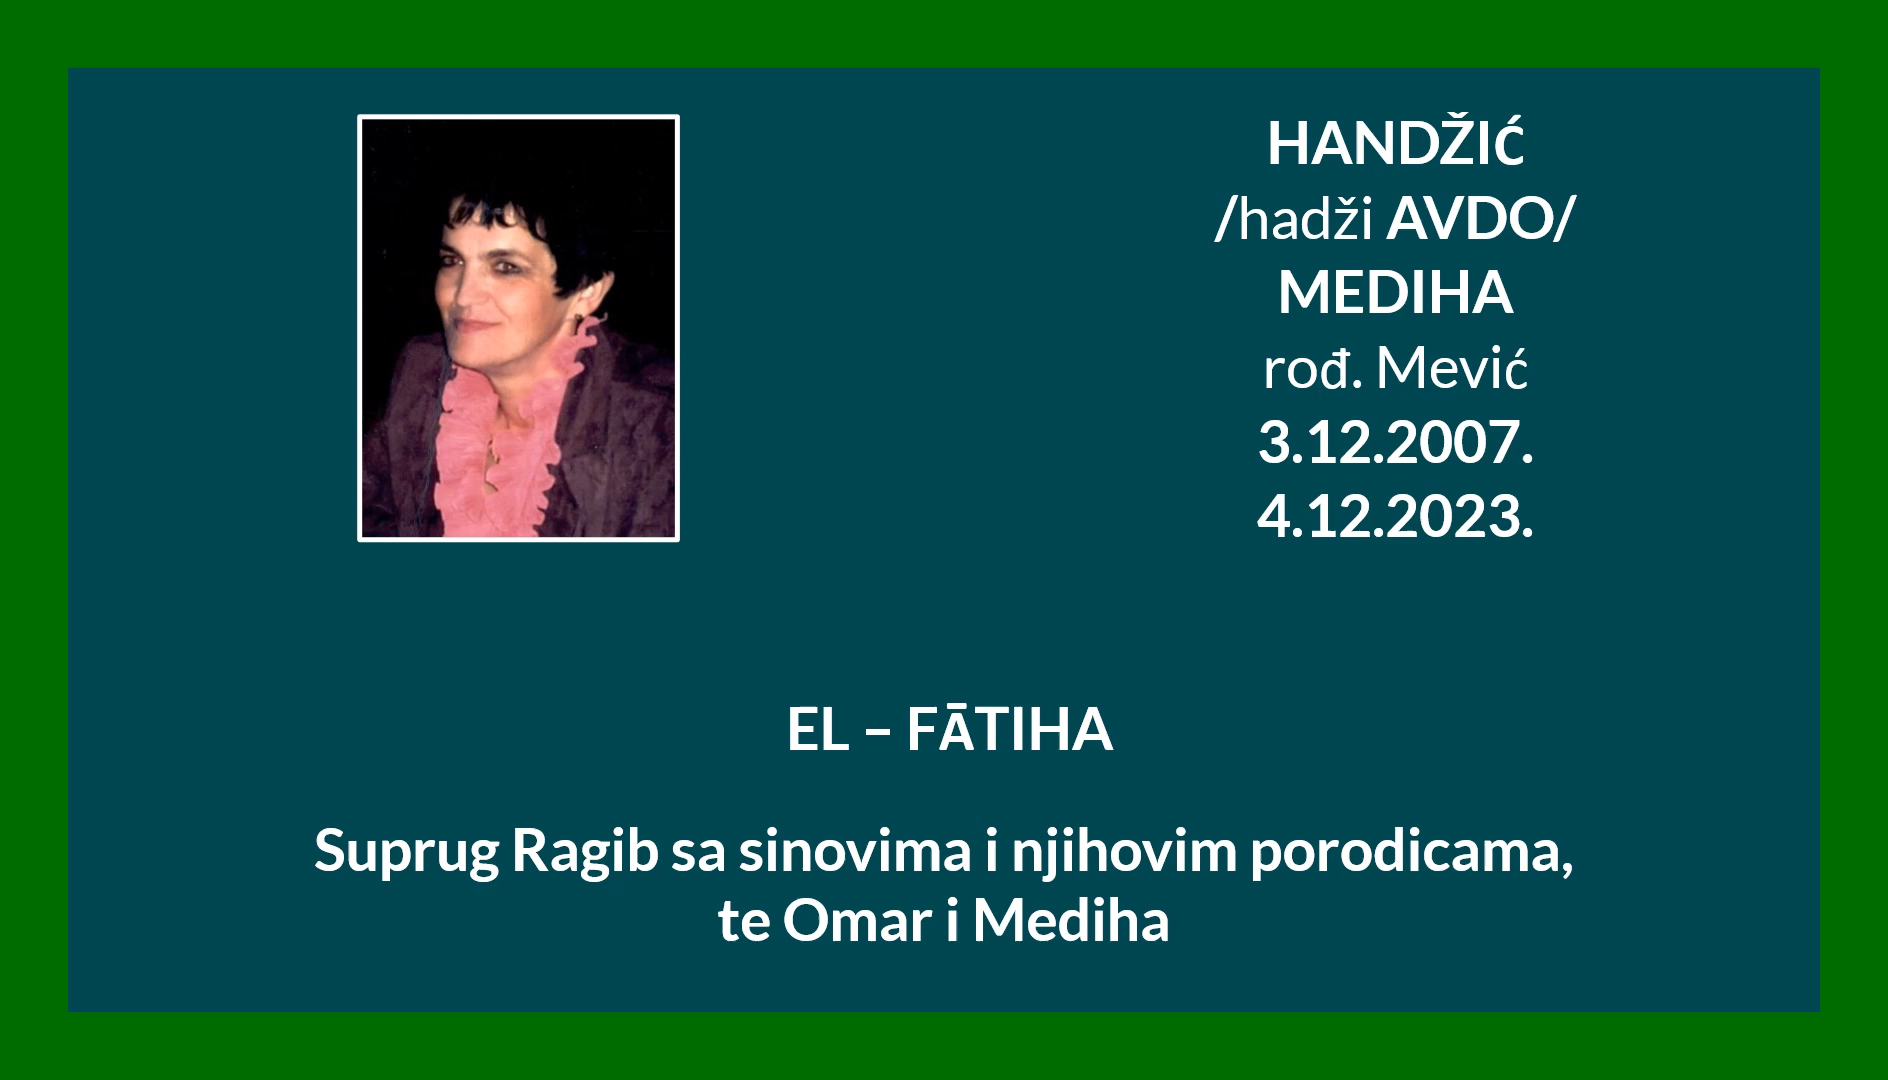 HANDŽIĆ
/hadži AVDO/
MEDIHA
rođ. Mević
3.12.2007.
4.12.2023.
EL – FĀTIHA
Suprug Ragib sa sinovima i njihovim porodicama,
te Omar i Mediha